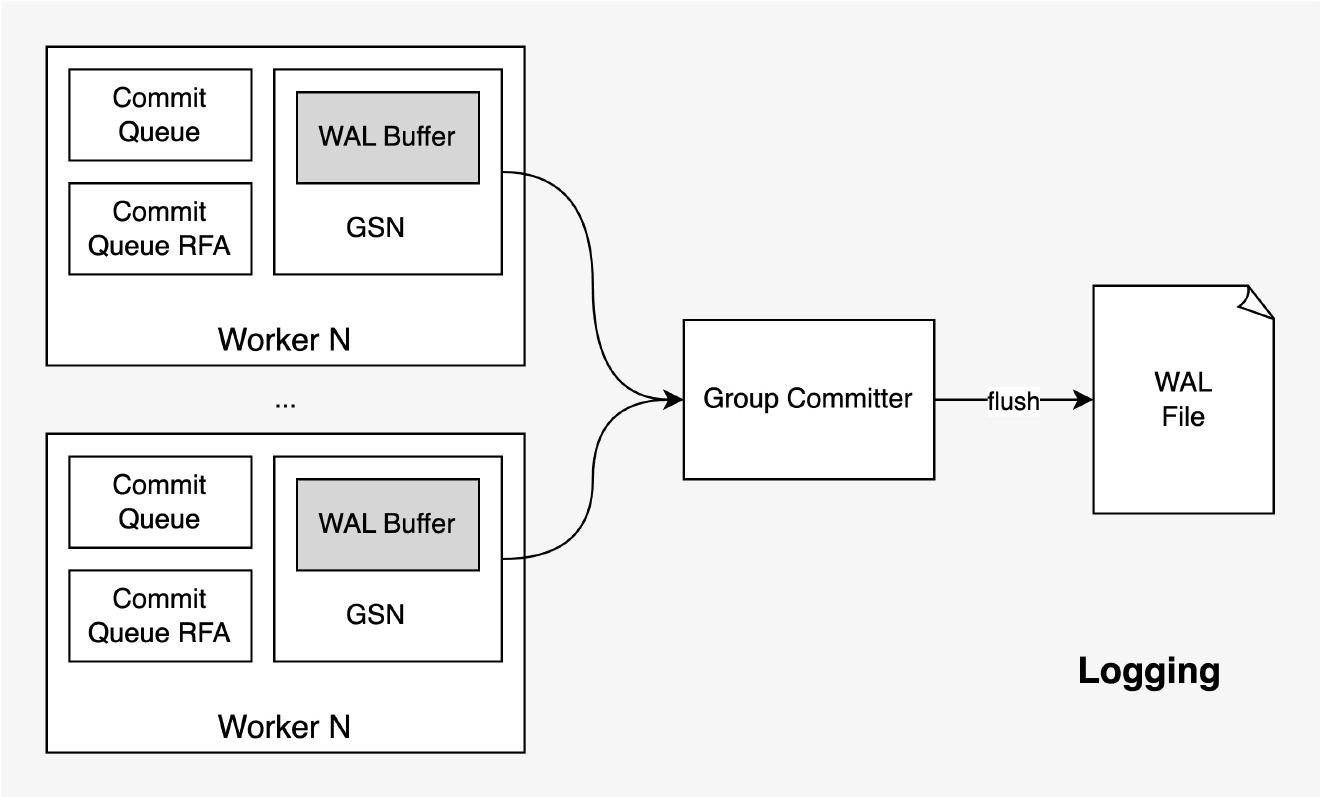 Commit
Queue
WAL Buffer
Commit
Queue RFA
GSN
Worker N
...
Commit
Queue
WAL Buffer
Commit
Queue RFA
GSN
Worker N
Group Committer
flush
WAL
File
Logging